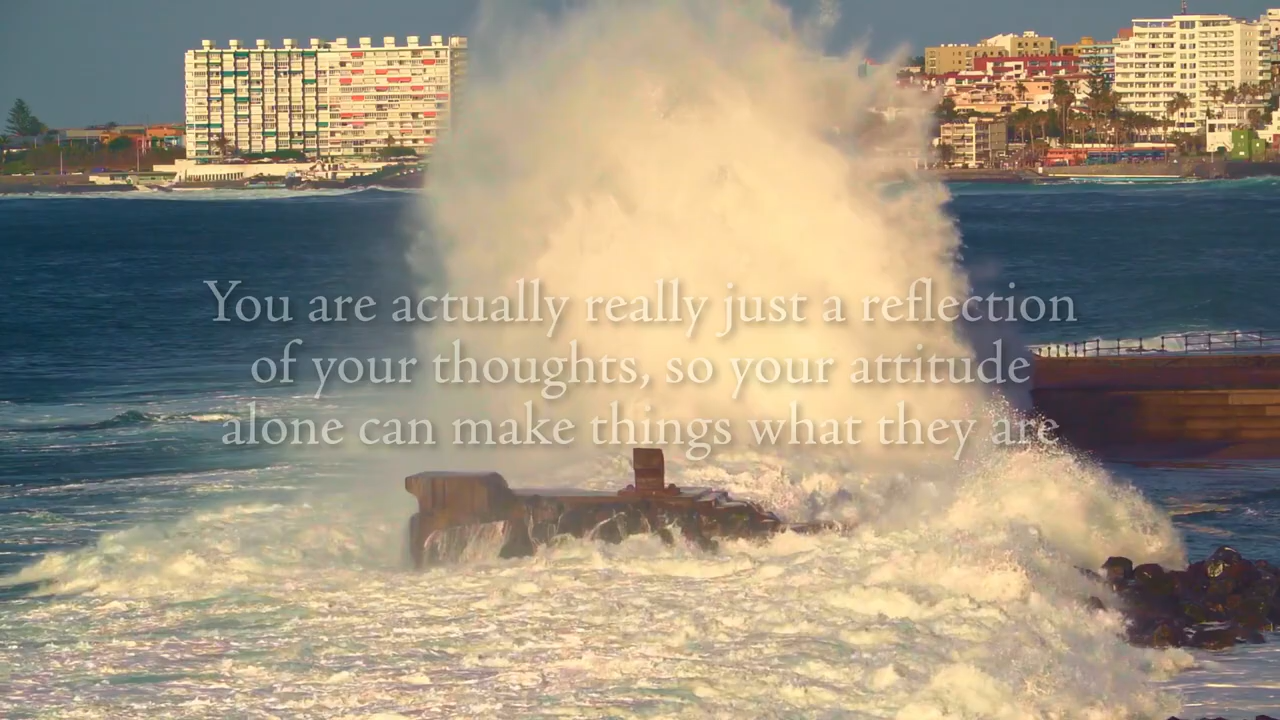 You are actually really just a reflection
of your thoughts, so your attitude
alone can make things what they are